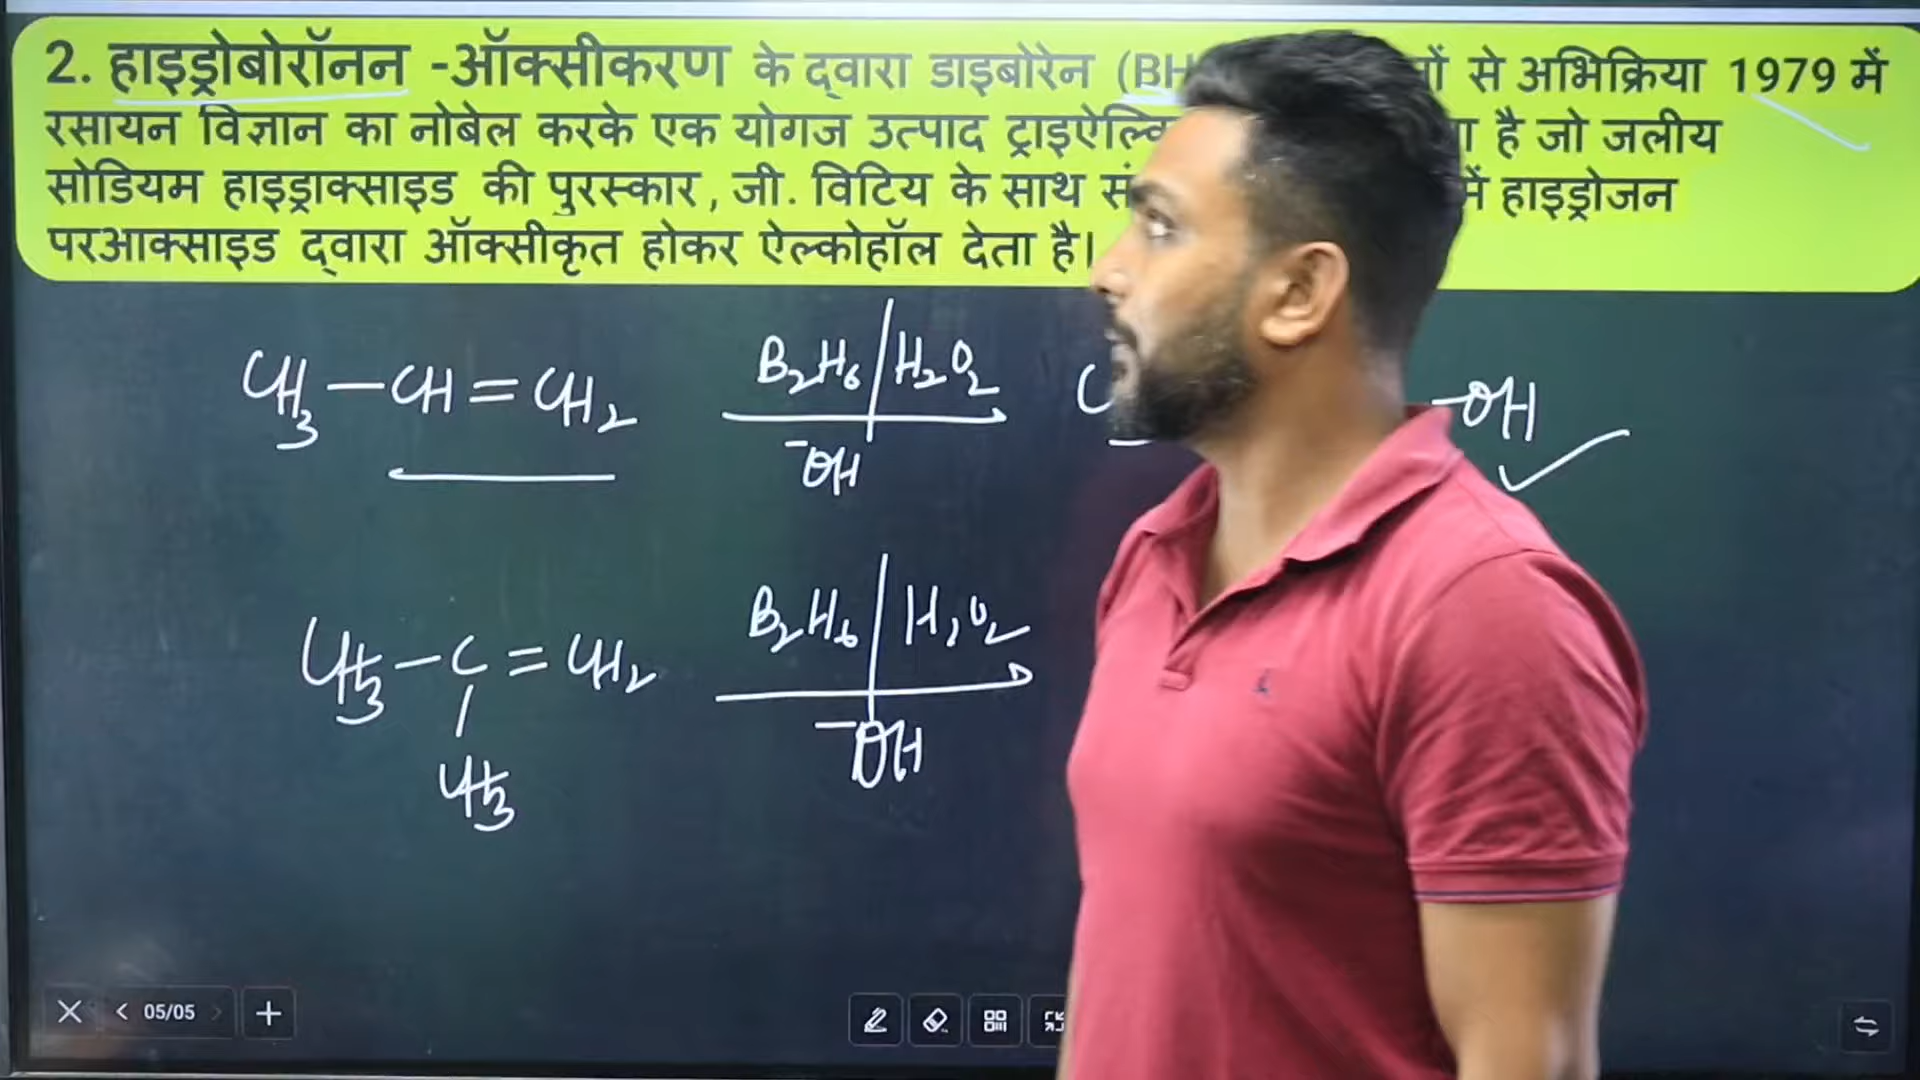 2. हाइड्रोबोरॉनन -ऑक्सीकरण के द्वारा डाइबोरेन (BH से अभिक्रिया 1979 में
रसायन विज्ञान का नोबेल करके एक योगज उत्पाद है जो जलीय
सोडियम हाइड्राक्साइड की पुरस्कार, जी. विटिय के साथ में हाइड्रोजन
परआक्साइड द्वारा ऑक्सीकृत होकर ऐल्कोहॉल देता है।
CH3-CH=CH2 B2H6/H2O2 -OH
-OH
CH3-C=CH2 B2H6/H2O2
-OH
CH3
05/05